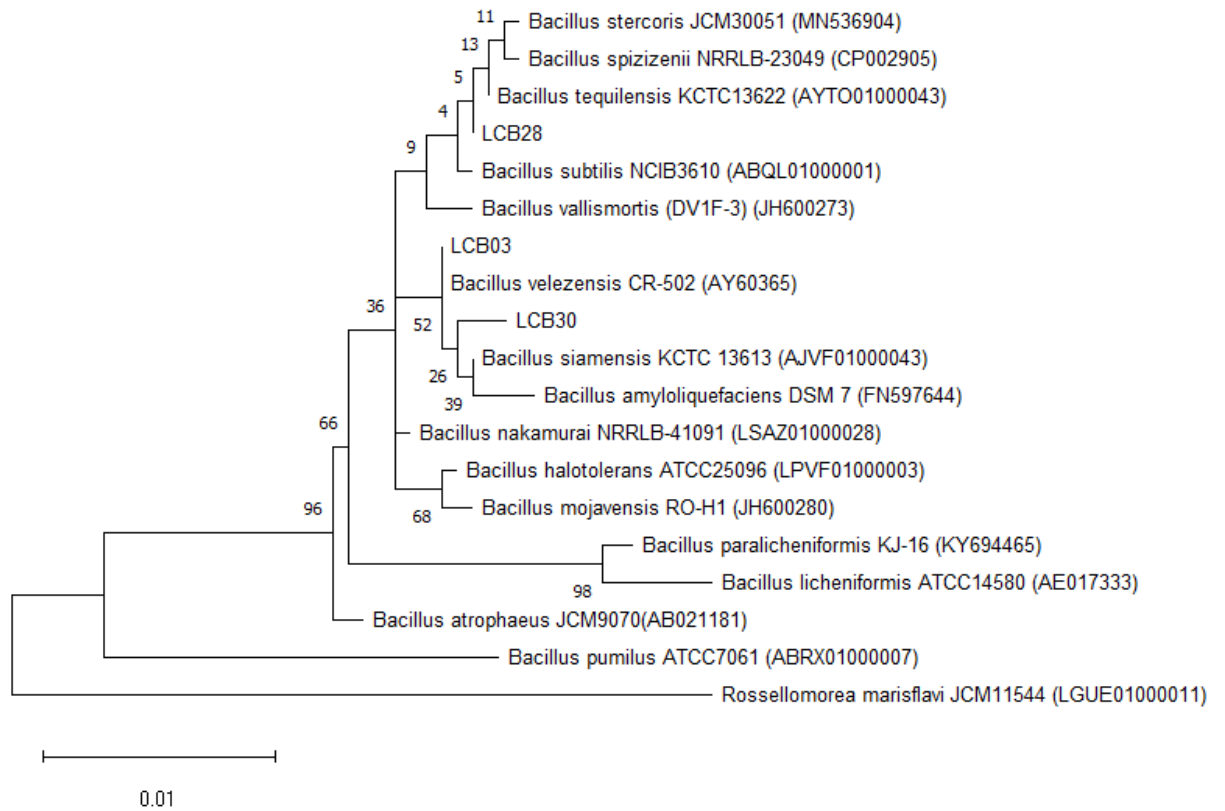 11
Bacillus stercoris JCM30051 (MN536904)
13
Bacillus spizizenii NRRLB-23049 (CP002905)
5
Bacillus tequilensis KCTC13622 (AYTO01000043)
4
LCB28
9
Bacillus subtilis NCIB3610 (ABQL01000001)
Bacillus vallismortis (DV1F-3) (JH600273)
LCB03
Bacillus velezensis CR-502 (AY60365)
36
52
LCB30
Bacillus siamensis KCTC 13613 (AJVF01000043)
26
Bacillus amyloliquefaciens DSM 7 (FN597644)
39
66
Bacillus nakamurai NRRLB-41091 (LSAZ01000028)
Bacillus halotolerans ATCC25096 (LPVF01000003)
96
68
Bacillus mojavensis RO-H1 (JH600280)
Bacillus paralicheniformis KJ-16 (KY694465)
98
Bacillus licheniformis ATCC14580 (AE017333)
Bacillus atrophaeus JCM9070(AB021181)
Bacillus pumilus ATCC7061 (ABRX01000007)
Rossellomorea marisflavi JCM11544 (LGUE01000011)
0.01